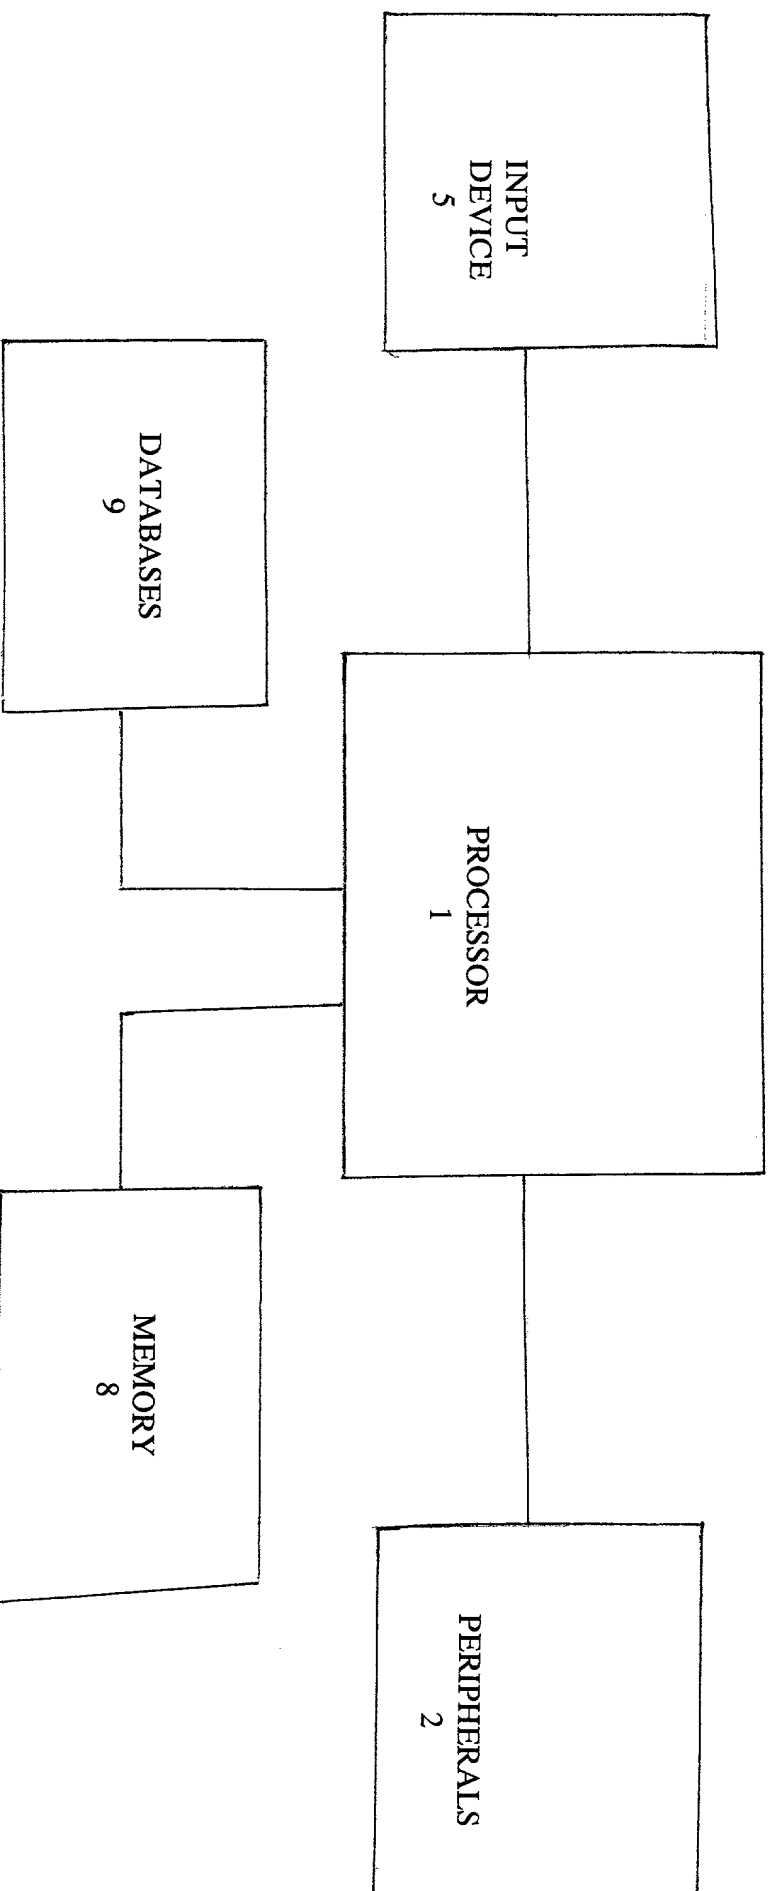 INPUT
DEVICE
5
PROCESSOR
1
PERIPHERALS
2
DATABASES
9
MEMORY
8